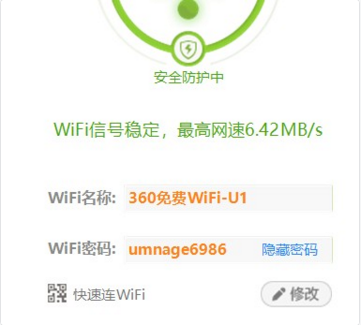 安全防护中
WiFi信号稳定，最高网速6.42MB/s
WiFi名称: 360免费WiFi-U1
WiFi密码: umnage6986 隐藏密码
快速连WiFi 修改